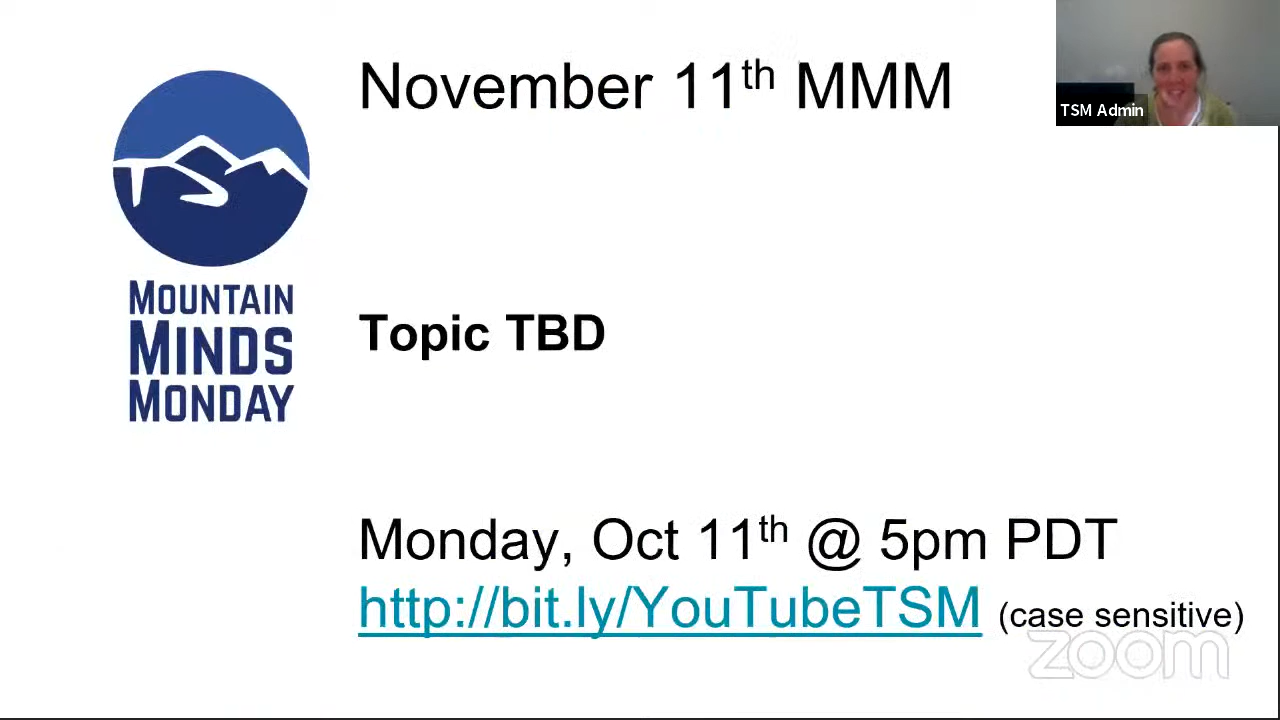 November 11th MMM
TSM Admin
TS
MOUNTAIN
MINDS
MONDAY
Topic TBD
Monday, Oct 11th @ 5pm PDT
http://bit.ly/YouTubeTSM (case sensitive)
zoom